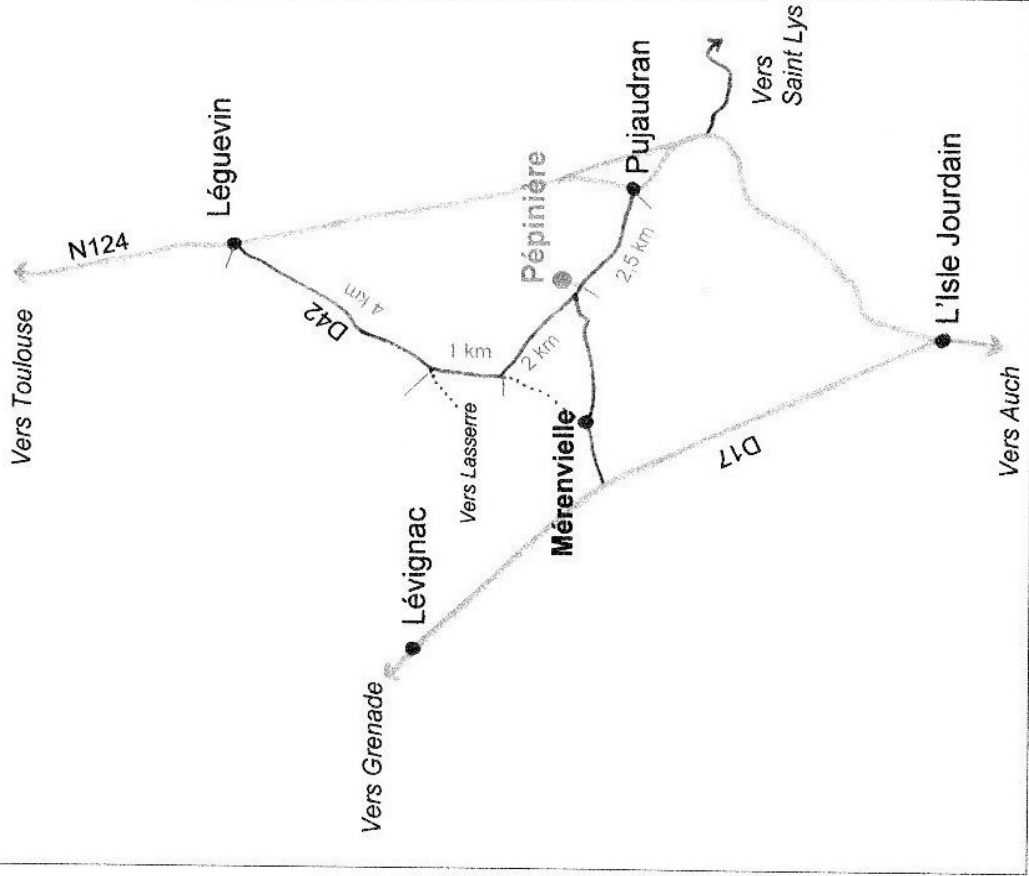 Vers Toulouse
N124
Léguevin
4 km
D42
1 km
2 km
Vers Lasserre
Pépinière
2,5 km
Pujaudran
Vers
Saint Lys
Mérenvielle
Lévignac
Vers Grenade
D17
L'Isle Jourdain
Vers Auch